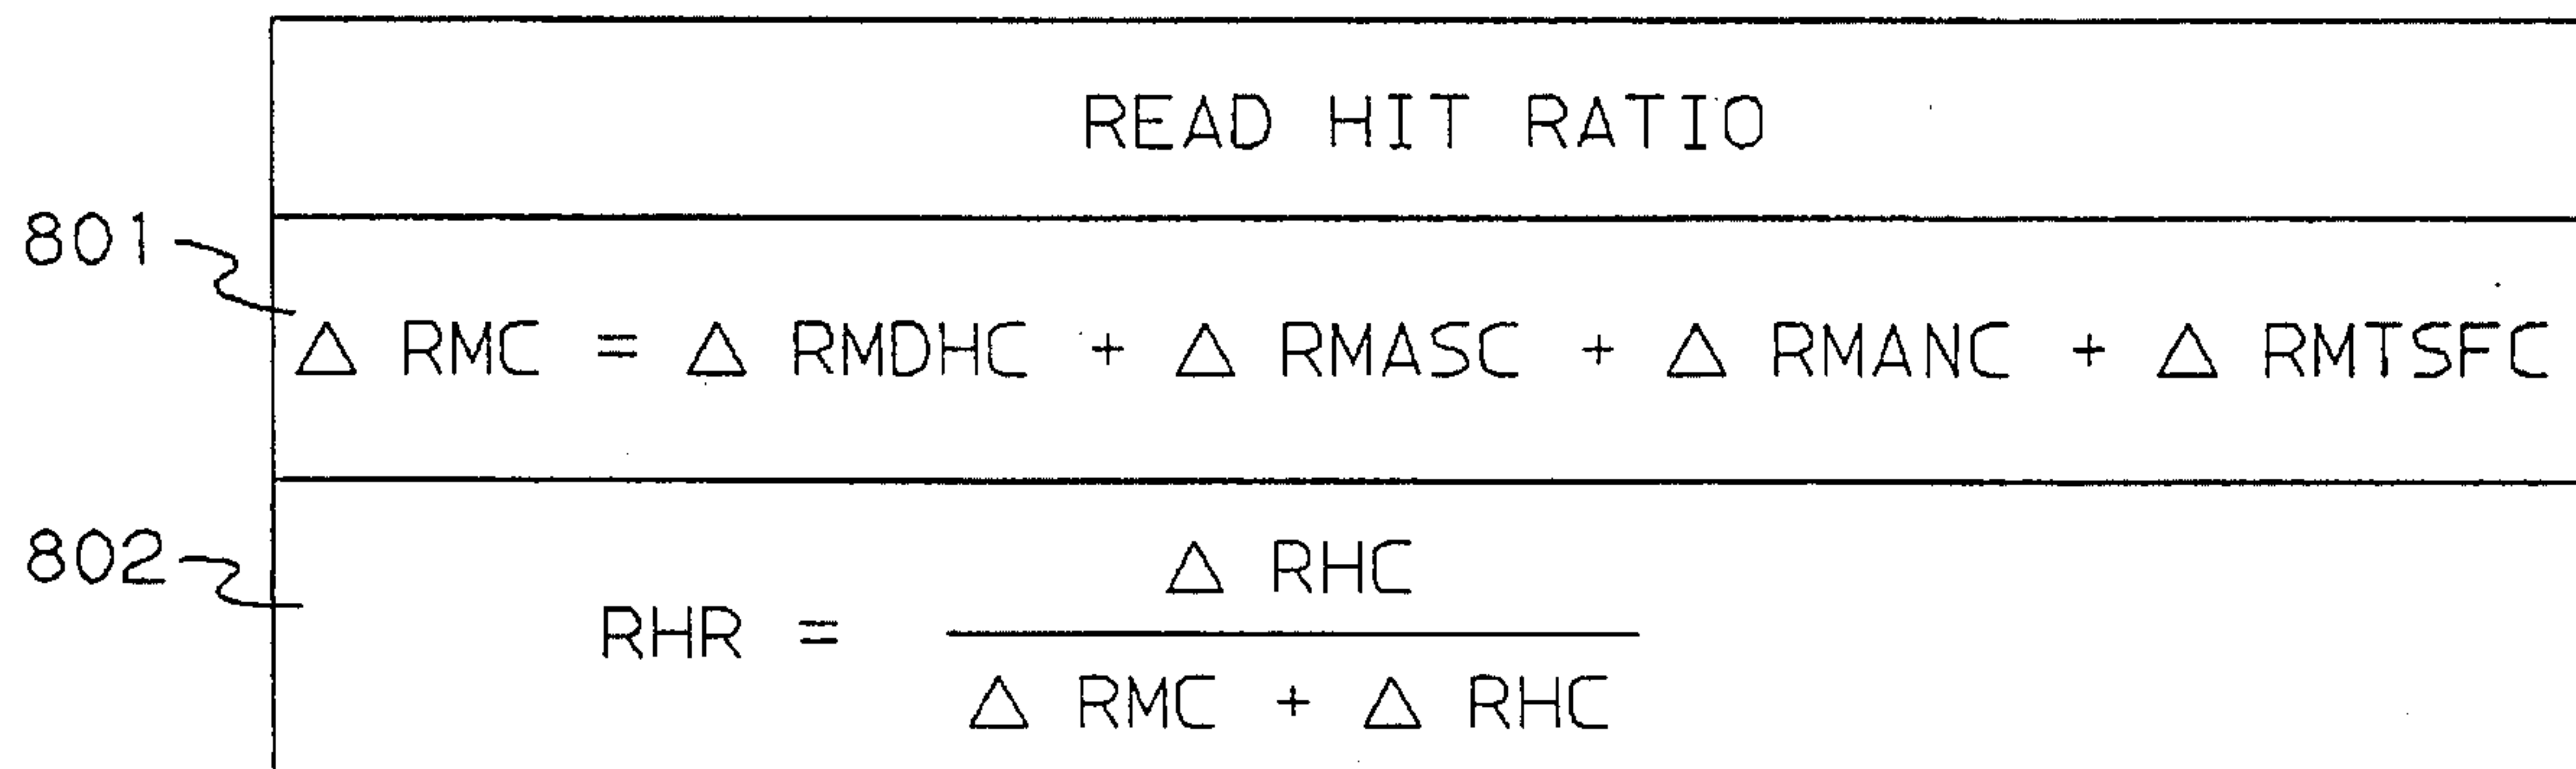 READ HIT RATIO
801
△ RMC = △ RMDHC + △ RMASC + △ RMANC + △ RMTSFC
802
△ RHC
RHR =
△ RMC + △ RHC